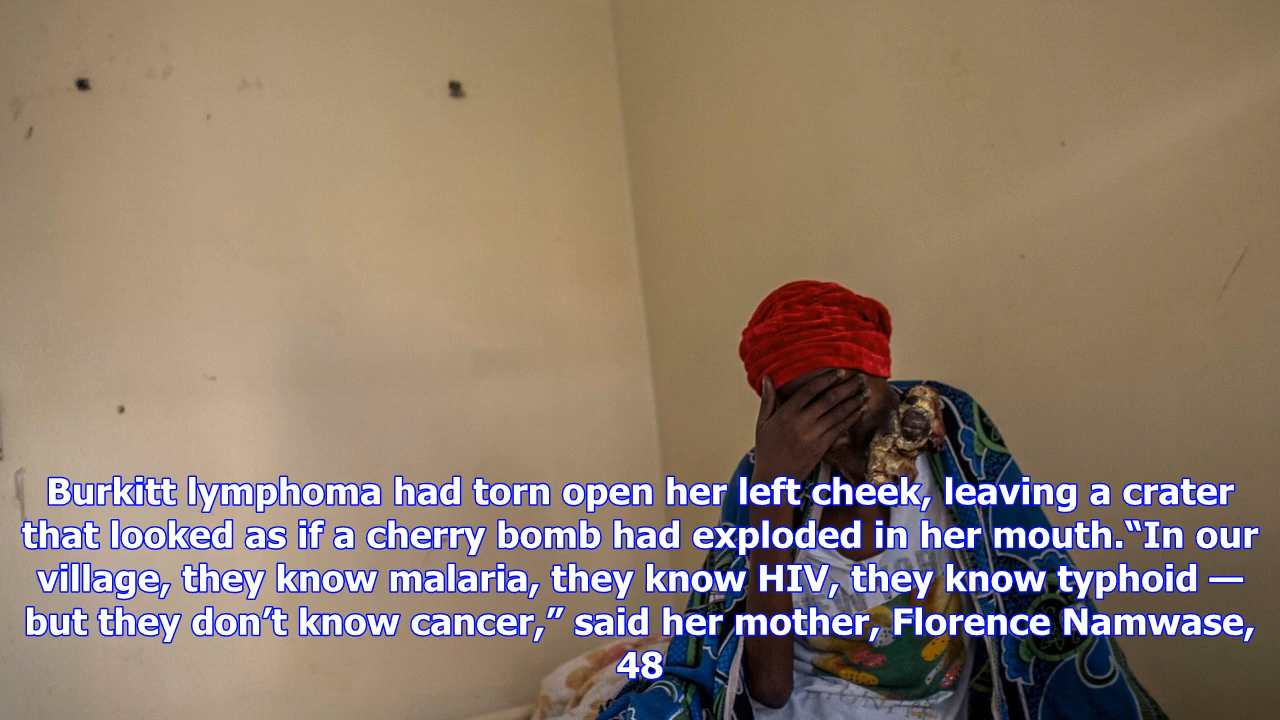 Burkitt lymphoma had torn open her left cheek, leaving a crater
that looked as if a cherry bomb had exploded in her mouth.“In our
village, they know malaria, they know HIV, they know typhoid —
but they don’t know cancer,” said her mother, Florence Namwase,
48